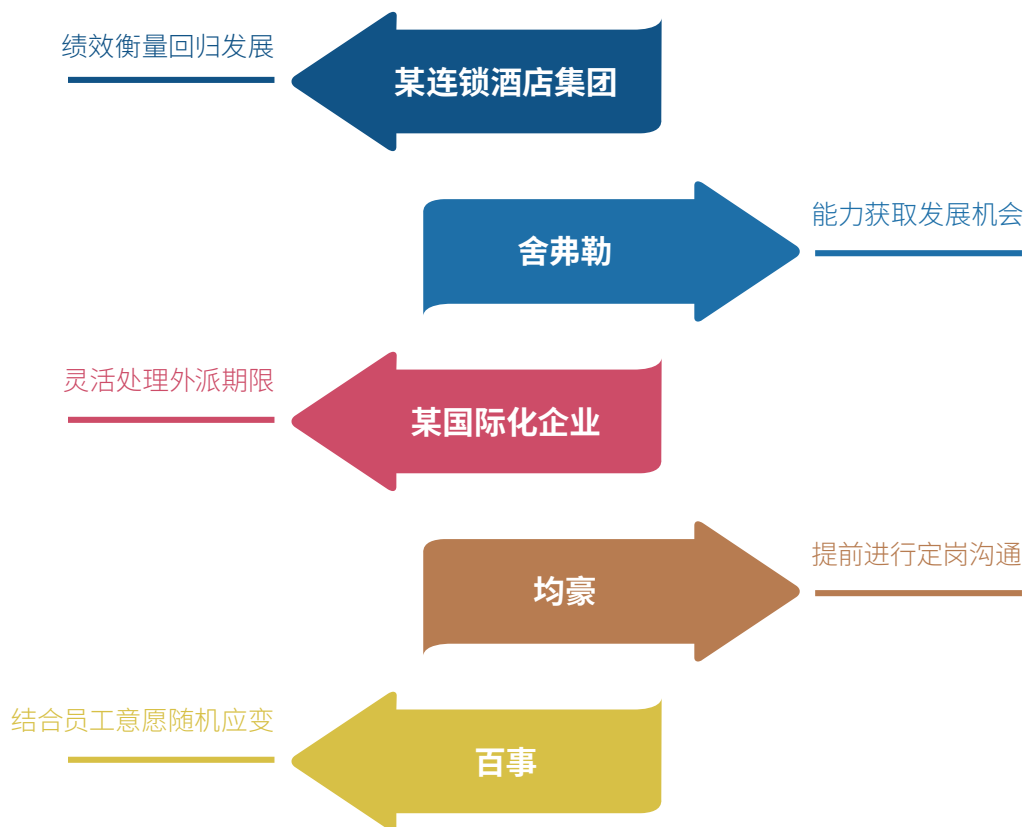 绩效衡量回归发展
某连锁酒店集团
舍弗勒
能力获取发展机会
灵活处理外派期限
某国际化企业
均豪
提前进行定岗沟通
结合员工意愿随机应变
百事